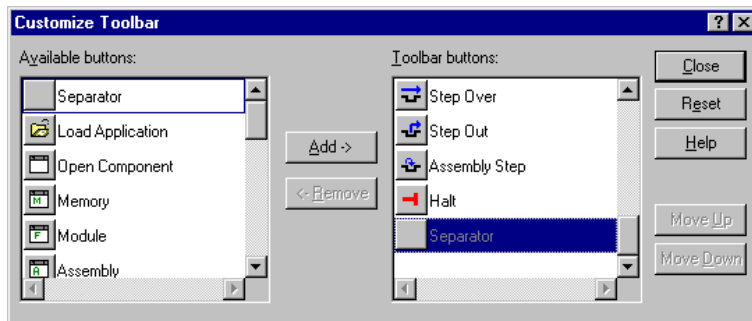 Customize Toolbar
Available buttons:
Separator
Load Application
Open Component
M Memory
F Module
A Assembly
Add ->
<- Remove
Toolbar buttons:
Step Over
Step Out
Assembly Step
Halt
Separator
Close
Reset
Help
Move Up
Move Down